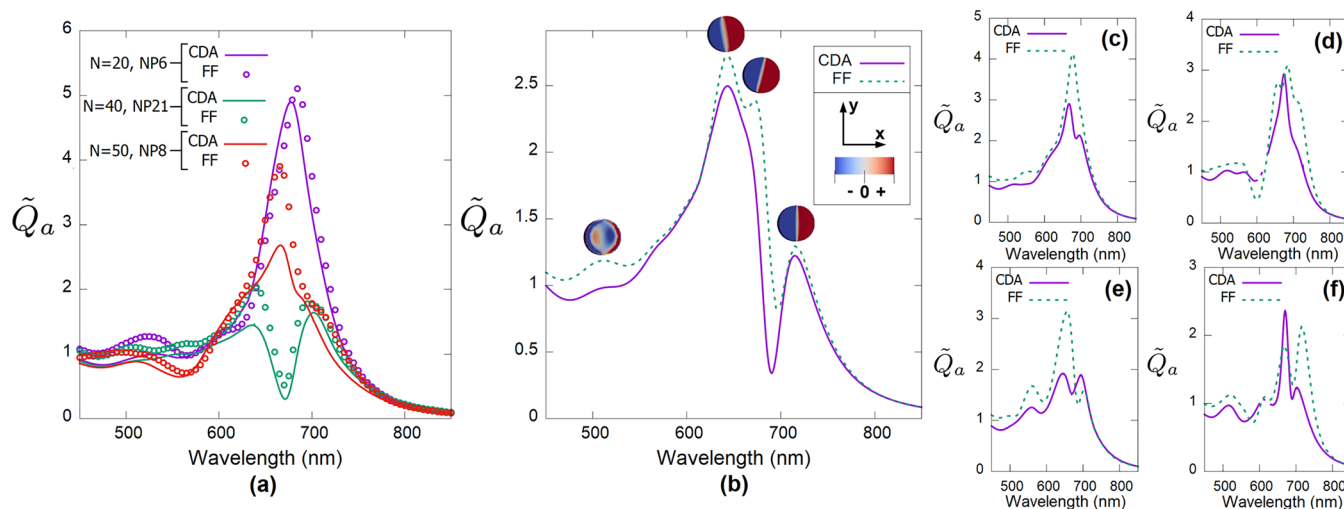 6
5
4
3
2
1
0
Q̃a
N=20, NP6
CDA
FF
N=40, NP21
CDA
FF
N=50, NP8
CDA
FF
500 600 700 800
Wavelength (nm)
(a)
2.5
2
1.5
1
0.5
0
Q̃a
CDA
FF
y
x
- 0 +
500 600 700 800
Wavelength (nm)
(b)
5
4
3
2
1
0
Q̃a
CDA
FF
(c)
500 600 700 800
Wavelength (nm)
4
3
2
1
0
Q̃a
CDA
FF
(d)
500 600 700 800
Wavelength (nm)
4
3
2
1
0
Q̃a
CDA
FF
(e)
500 600 700 800
Wavelength (nm)
3
2
1
0
Q̃a
CDA
FF
(f)
500 600 700 800
Wavelength (nm)